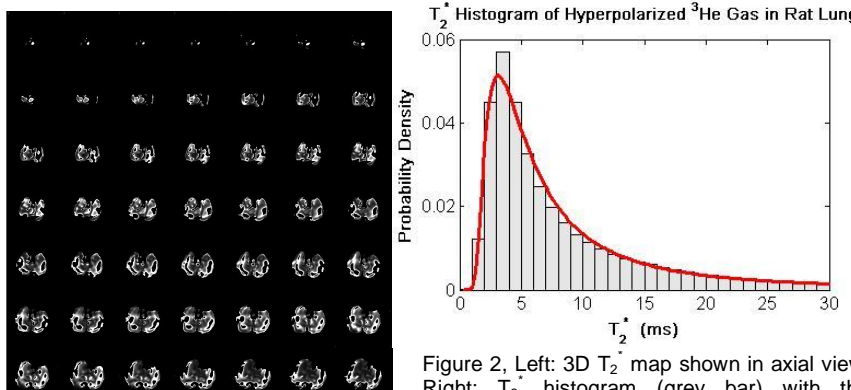 T2* Histogram of Hyperpolarized 3He Gas in Rat Lung
0.06
0.04
0.02
0
Probability Density
0 5 10 15 20 25 30
T2* (ms)
Figure 2, Left: 3D T2* map shown in axial view
Right: T2* histogram (grey bar) with